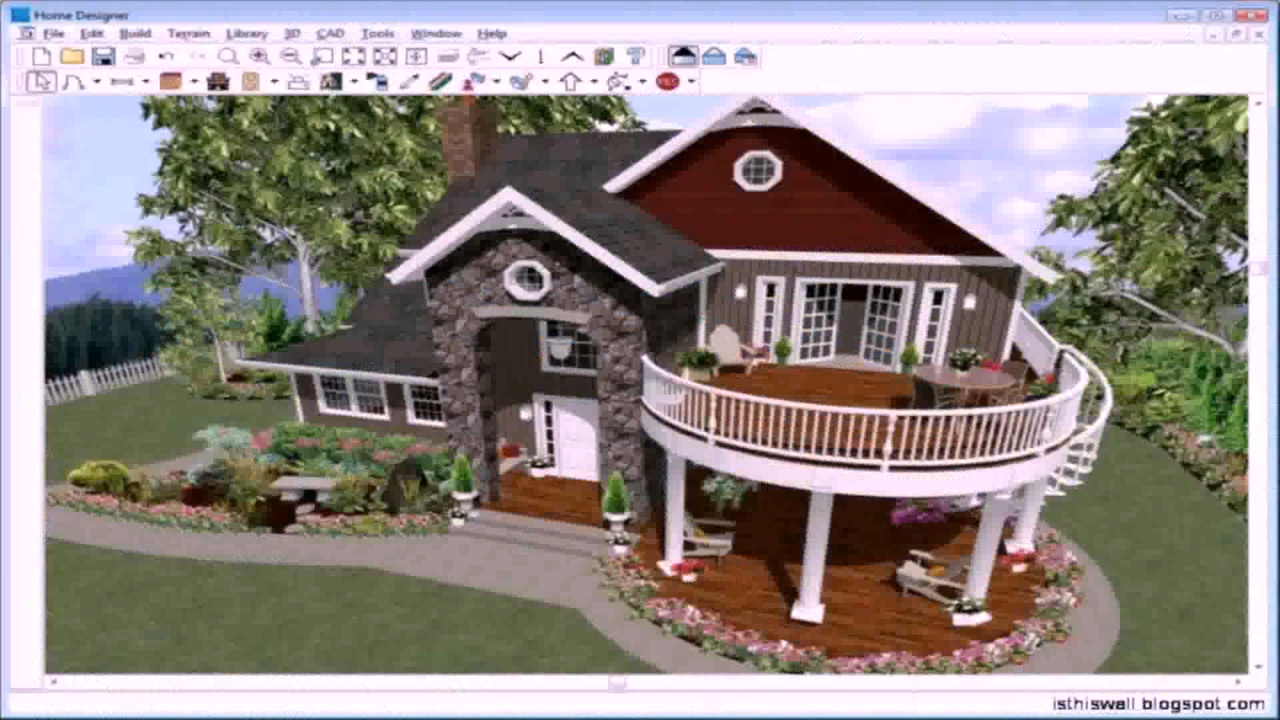 Home Designer
File Edit Build Terrain Library 3D CAD Tools Window Help
isthiswall.blogspot.com